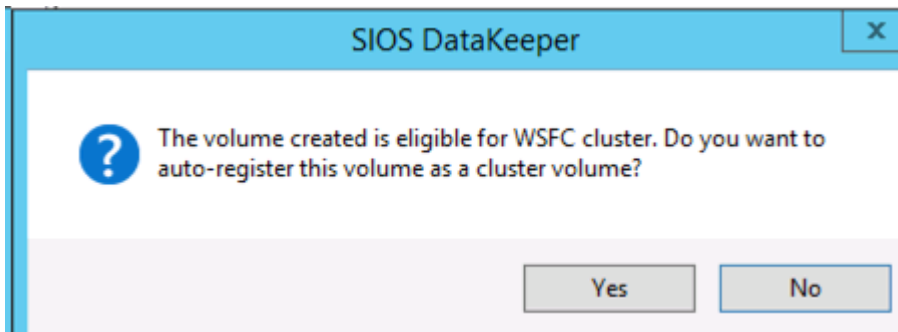 SIOS DataKeeper
x
?
The volume created is eligible for WSFC cluster. Do you want to
auto-register this volume as a cluster volume?
Yes No